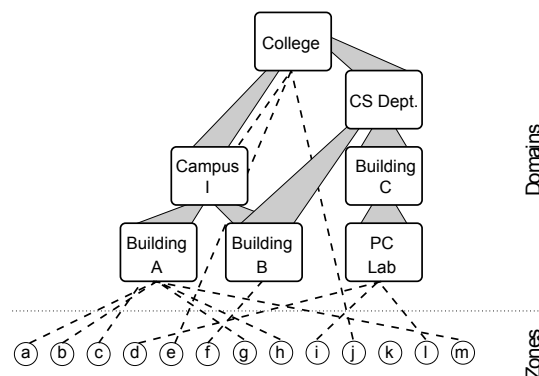 College
CS Dept.
Campus
I
Building
C
Building
A
Building
B
PC
Lab
Domains
a b c d e f g h i j k l m
Zones